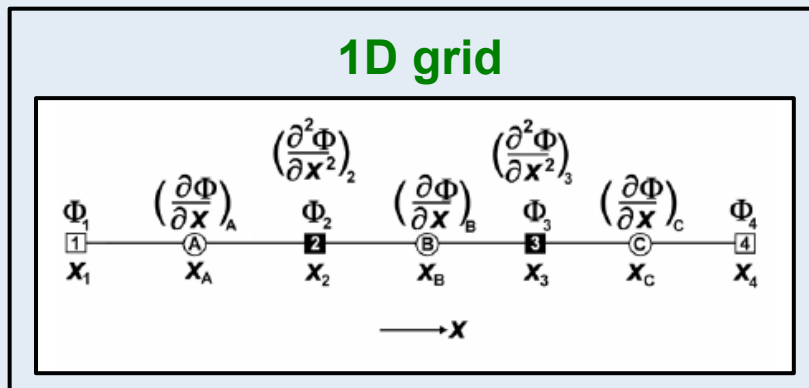 1D grid
(∂²Φ/∂x²)₂ (∂²Φ/∂x²)₃
Φ₁ (∂Φ/∂x)_A Φ₂ (∂Φ/∂x)_B Φ₃ (∂Φ/∂x)_C Φ₄
1 A 2 B 3 C 4
x₁ x_A x₂ x_B x₃ x_C x₄
x